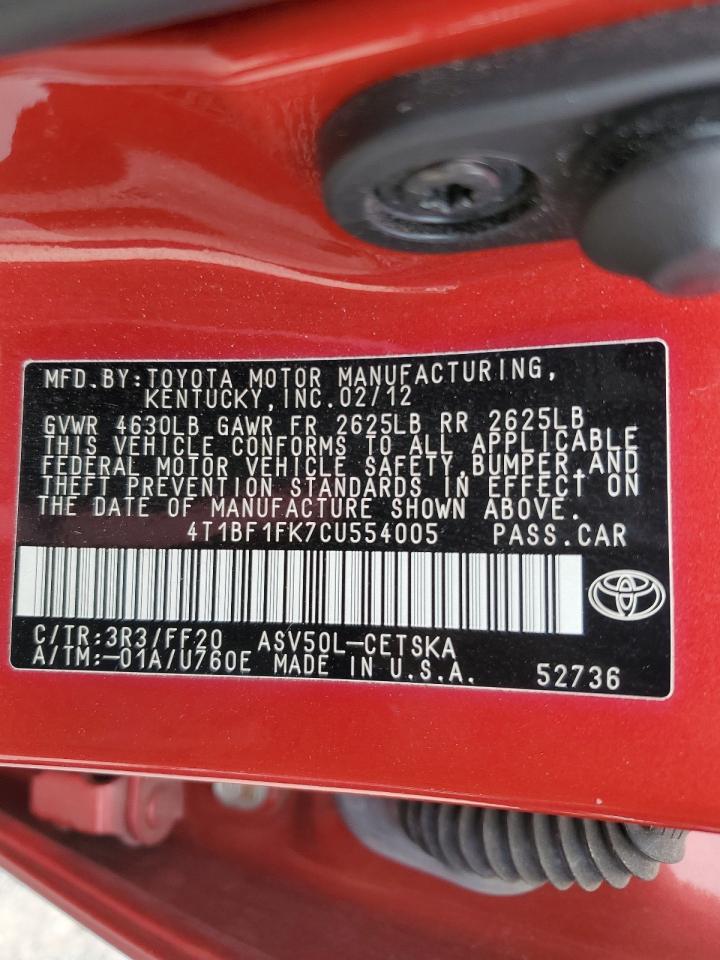 MFD.BY:TOYOTA MOTOR MANUFACTURING,
KENTUCKY,INC.02/12
GVWR 4630LB GAWR FR 2625LB RR 2625LB
THIS VEHICLE CONFORMS TO ALL APPLICABLE
FEDERAL MOTOR VEHICLE SAFETY,BUMPER,AND
THEFT PREVENTION STANDARDS IN EFFECT ON
THE DATE OF MANUFACTURE SHOWN ABOVE.
4T1BF1FK7CU554005 PASS.CAR
C/TR:3R3/FF20 ASV50L-CETSKA
A/TM:-01A/U760E MADE IN U.S.A. 52736